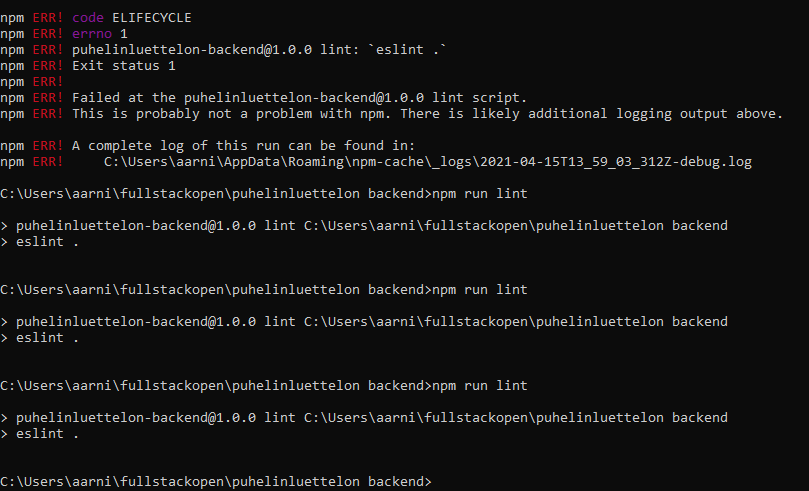 npm ERR! code ELIFECYCLE
npm ERR! errno 1
npm ERR! puhelinluettelon-backend@1.0.0 lint: `eslint .`
npm ERR! Exit status 1
npm ERR!
npm ERR! Failed at the puhelinluettelon-backend@1.0.0 lint script.
npm ERR! This is probably not a problem with npm. There is likely additional logging output above.
npm ERR! A complete log of this run can be found in:
npm ERR!     C:\Users\aarni\AppData\Roaming\npm-cache\_logs\2021-04-15T13_59_03_312Z-debug.log
C:\Users\aarni\fullstackopen\puhelinluettelon backend>npm run lint
> puhelinluettelon-backend@1.0.0 lint C:\Users\aarni\fullstackopen\puhelinluettelon backend
> eslint .
C:\Users\aarni\fullstackopen\puhelinluettelon backend>npm run lint
> puhelinluettelon-backend@1.0.0 lint C:\Users\aarni\fullstackopen\puhelinluettelon backend
> eslint .
C:\Users\aarni\fullstackopen\puhelinluettelon backend>npm run lint
> puhelinluettelon-backend@1.0.0 lint C:\Users\aarni\fullstackopen\puhelinluettelon backend
> eslint .
C:\Users\aarni\fullstackopen\puhelinluettelon backend>